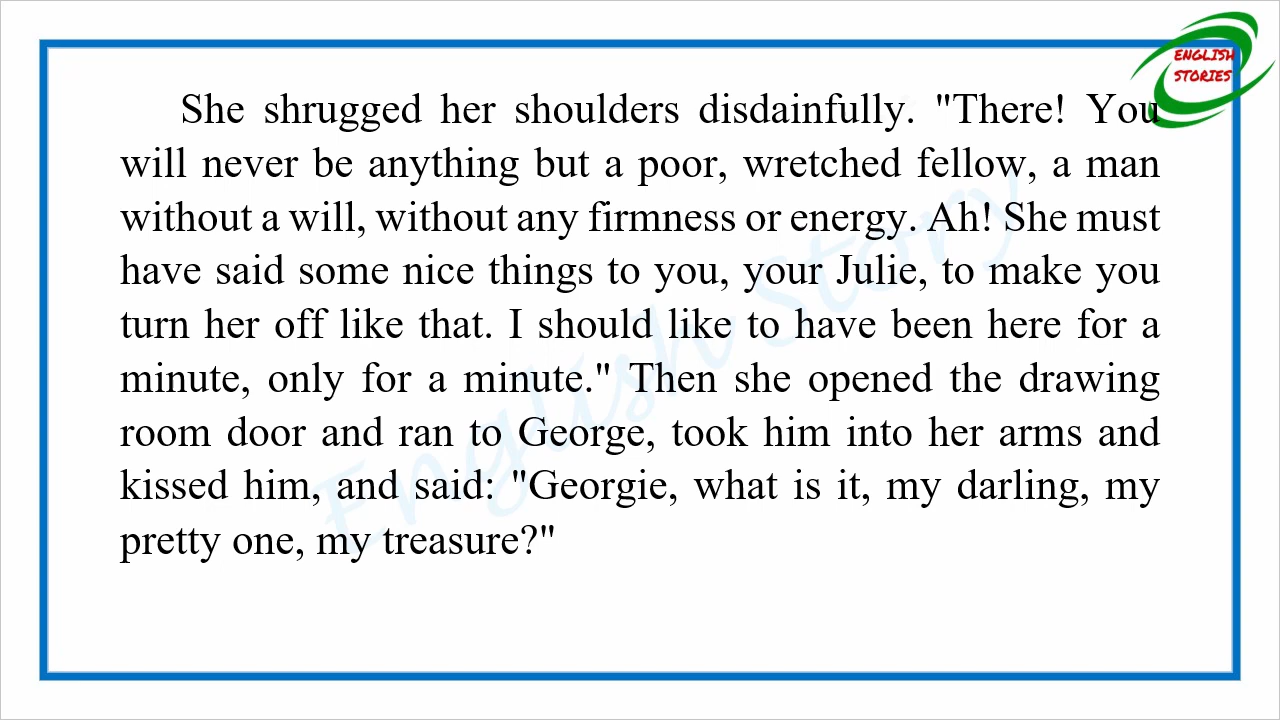 ENGLISH
STORIES
She shrugged her shoulders disdainfully. "There! You
will never be anything but a poor, wretched fellow, a man
without a will, without any firmness or energy. Ah! She must
have said some nice things to you, your Julie, to make you
turn her off like that. I should like to have been here for a
minute, only for a minute." Then she opened the drawing
room door and ran to George, took him into her arms and
kissed him, and said: "Georgie, what is it, my darling, my
pretty one, my treasure?"
English Story